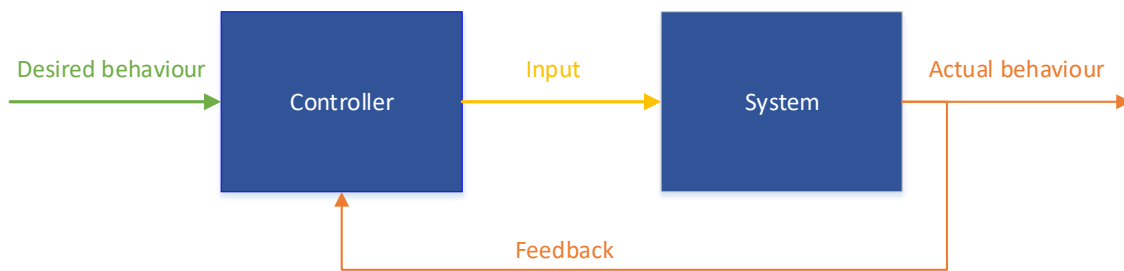 Desired behaviour
Controller
Input
System
Actual behaviour
Feedback